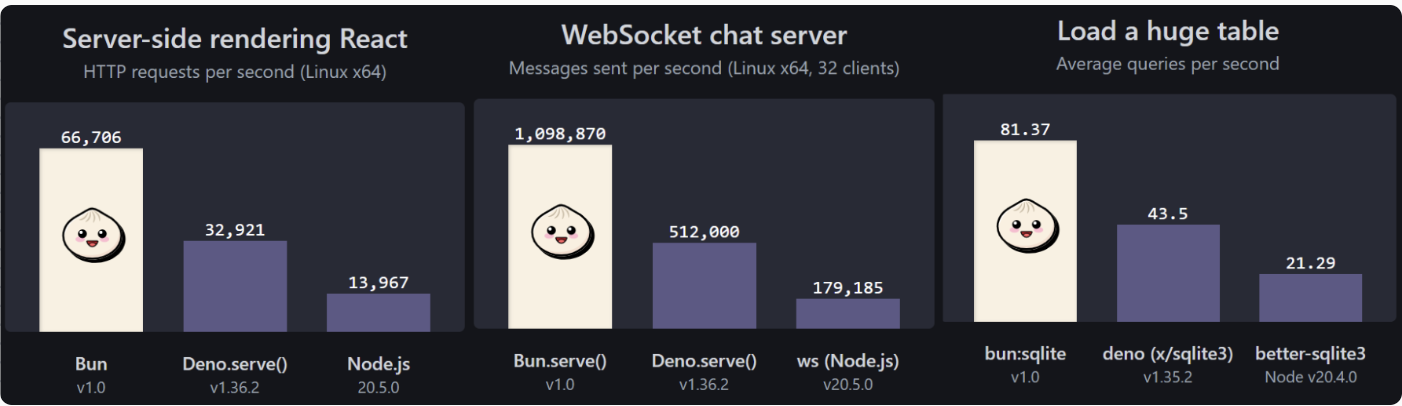 Server-side rendering React
HTTP requests per second (Linux x64)
66,706
32,921
13,967
Bun
v1.0
Deno.serve()
v1.36.2
Node.js
20.5.0
WebSocket chat server
Messages sent per second (Linux x64, 32 clients)
1,098,870
512,000
179,185
Bun.serve()
v1.0
Deno.serve()
v1.36.2
ws (Node.js)
v20.5.0
Load a huge table
Average queries per second
81.37
43.5
21.29
bun:sqlite
v1.0
deno (x/sqlite3)
v1.35.2
better-sqlite3
Node v20.4.0